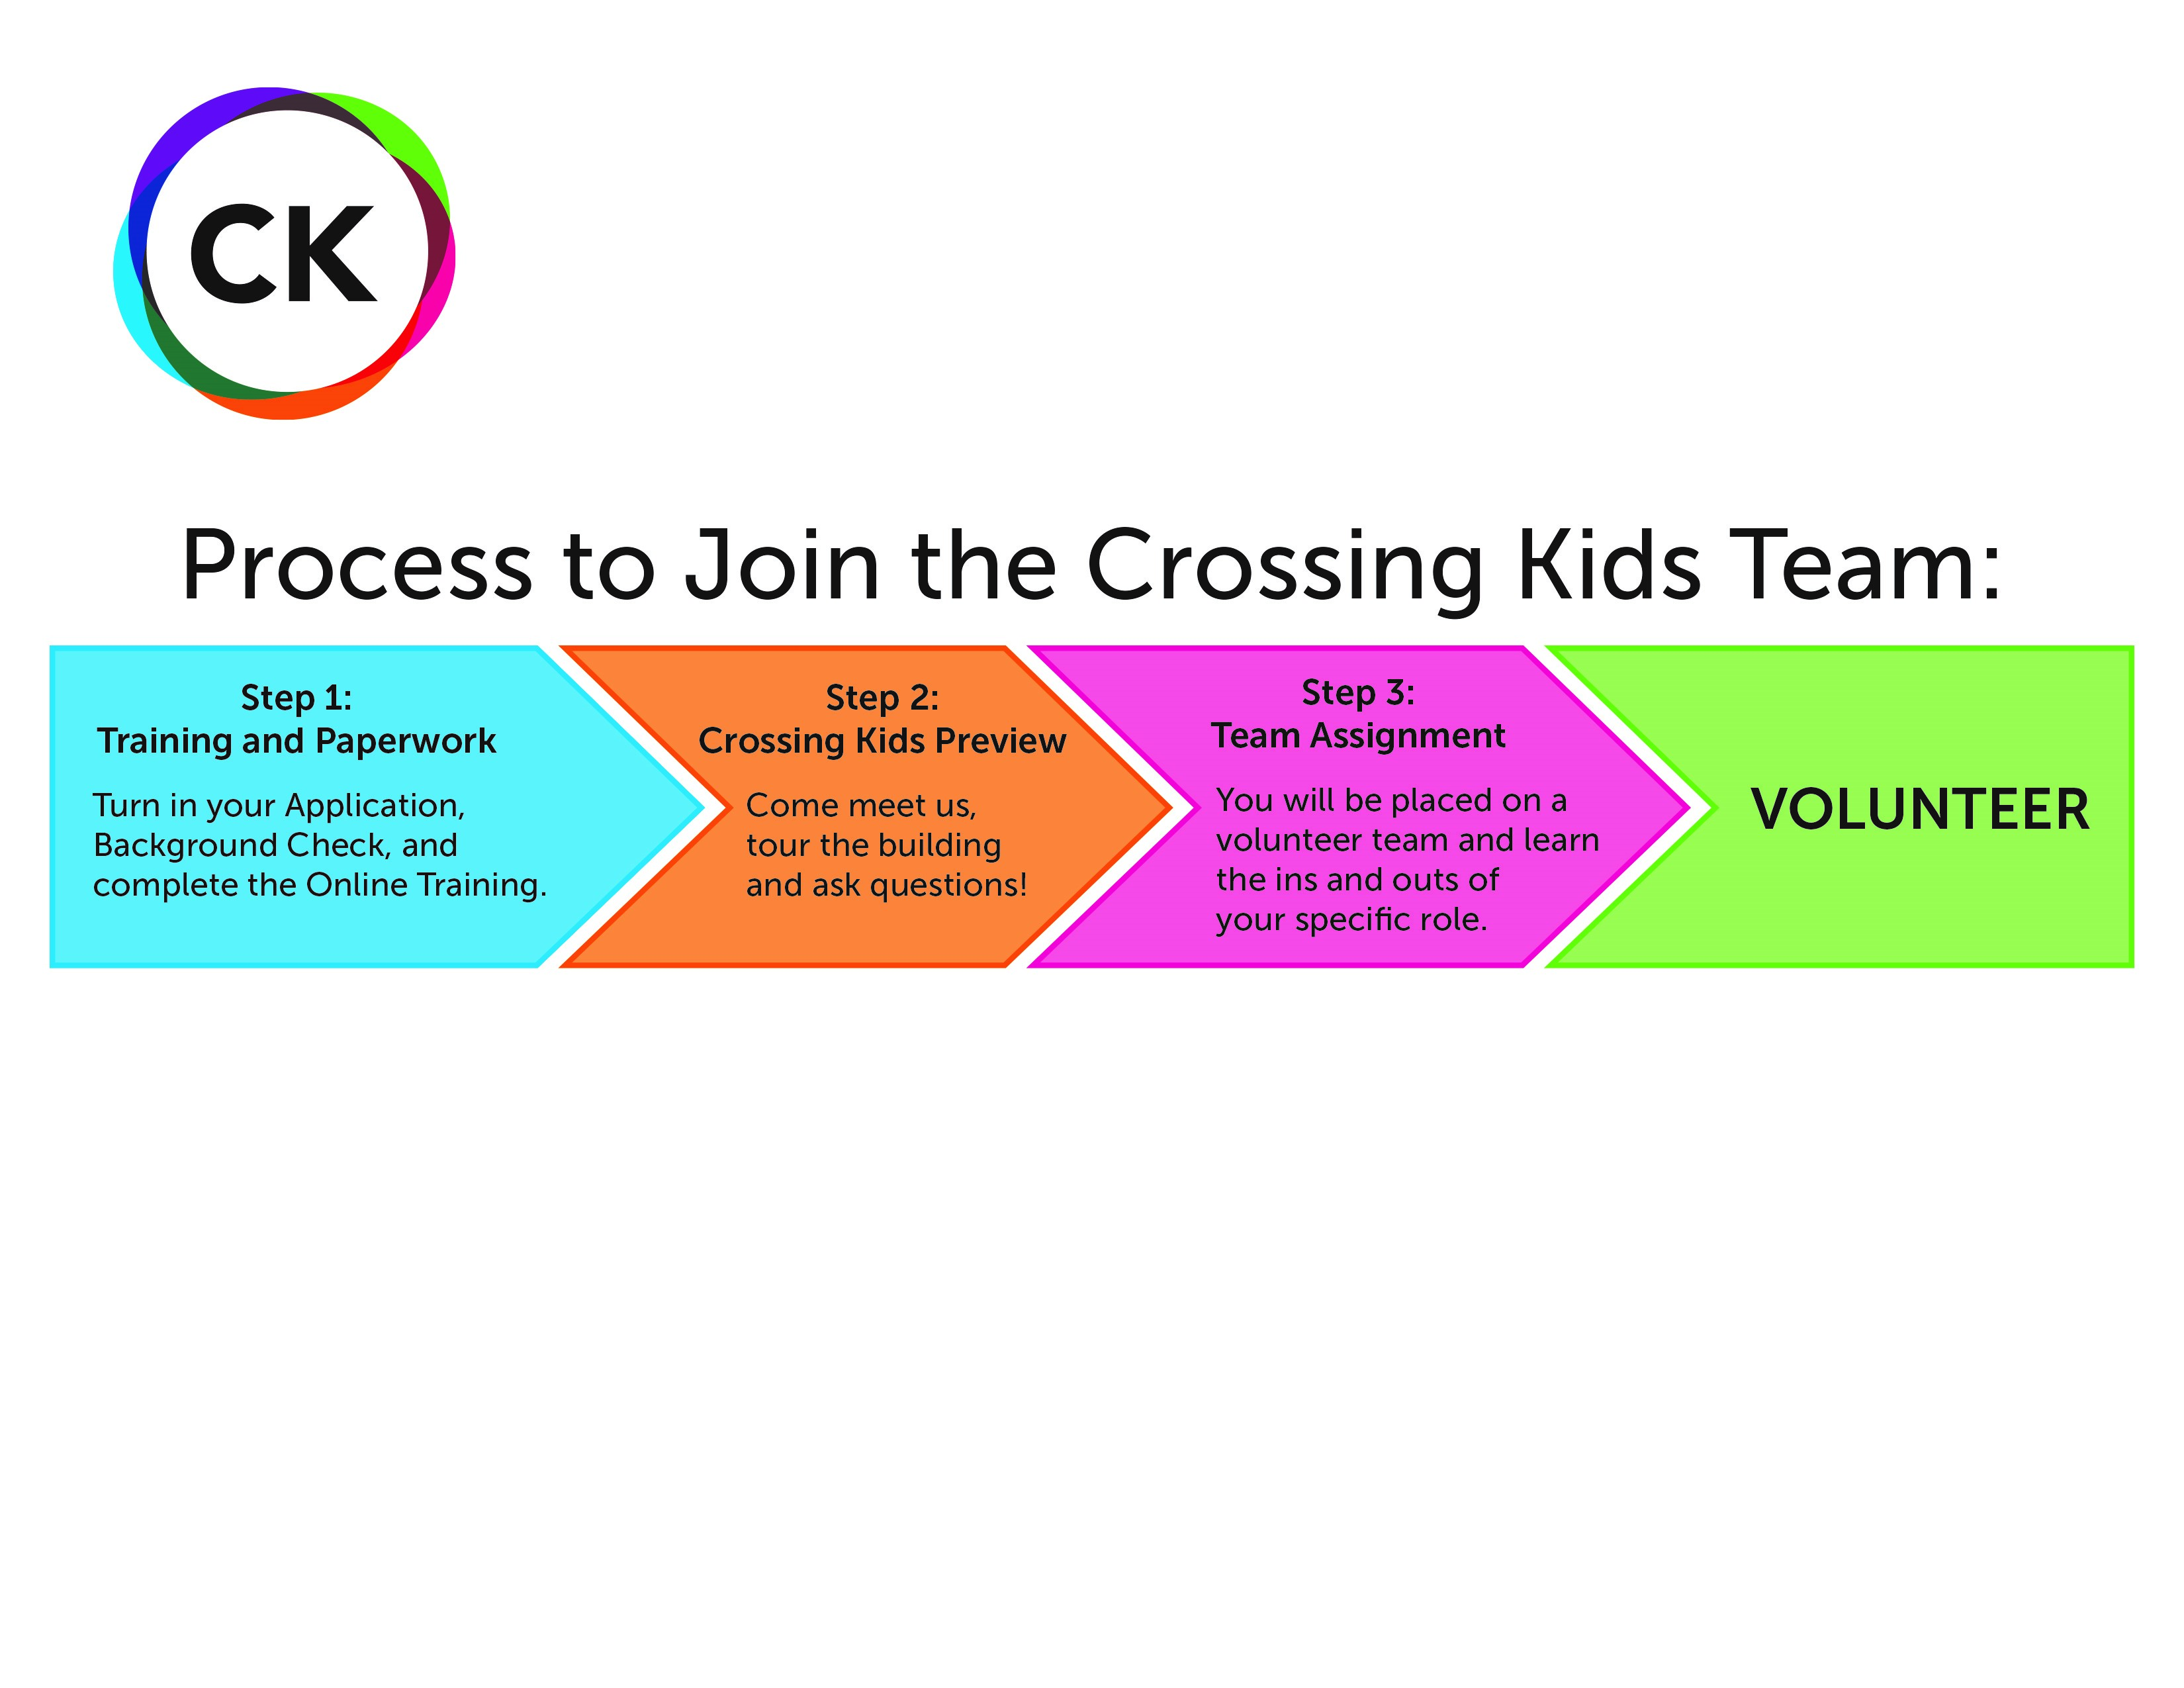 CK
Process to Join the Crossing Kids Team:
Step 1:
Training and Paperwork
Turn in your Application,
Background Check, and
complete the Online Training.
Step 2:
Crossing Kids Preview
Come meet us,
tour the building
and ask questions!
Step 3:
Team Assignment
You will be placed on a
volunteer team and learn
the ins and outs of
your specific role.
VOLUNTEER